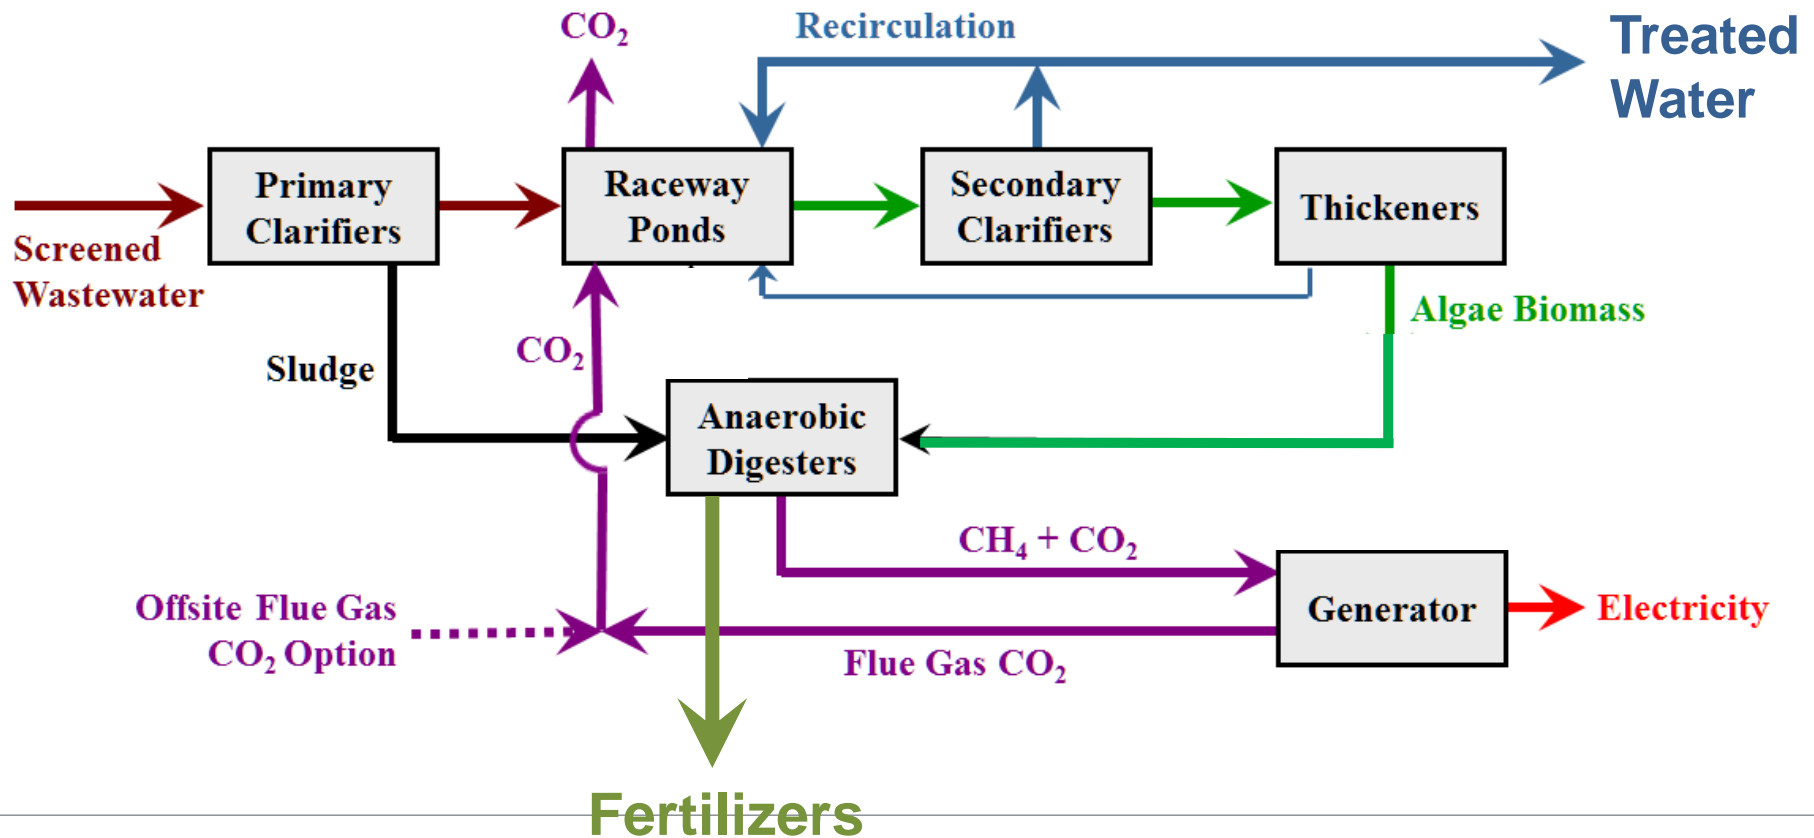 CO₂
Recirculation
Treated
Water
Primary
Clarifiers
Raceway
Ponds
Secondary
Clarifiers
Thickeners
Screened
Wastewater
Algae Biomass
CO₂
Sludge
Anaerobic
Digesters
CH₄ + CO₂
Offsite Flue Gas
CO₂ Option
Generator
Electricity
Flue Gas CO₂
Fertilizers